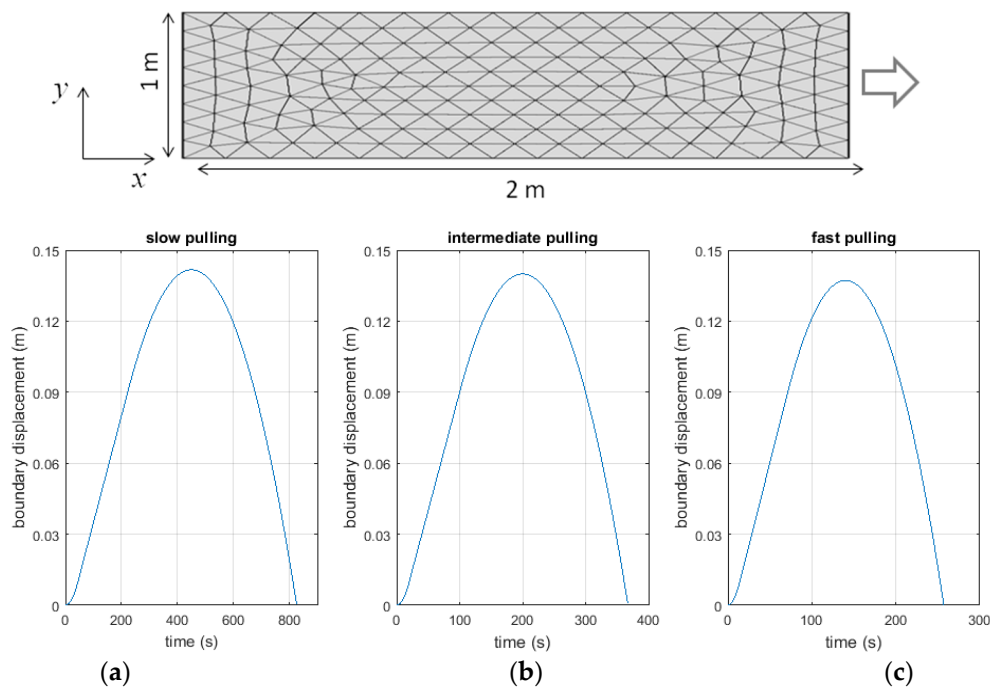 1 m
y
x
2 m
slow pulling
0.15
0.12
0.09
0.06
0.03
0
boundary displacement (m)
0 200 400 600 800
time (s)
(a)
intermediate pulling
0.15
0.12
0.09
0.06
0.03
0
boundary displacement (m)
0 100 200 300 400
time (s)
(b)
fast pulling
0.15
0.12
0.09
0.06
0.03
0
boundary displacement (m)
0 100 200 300
time (s)
(c)